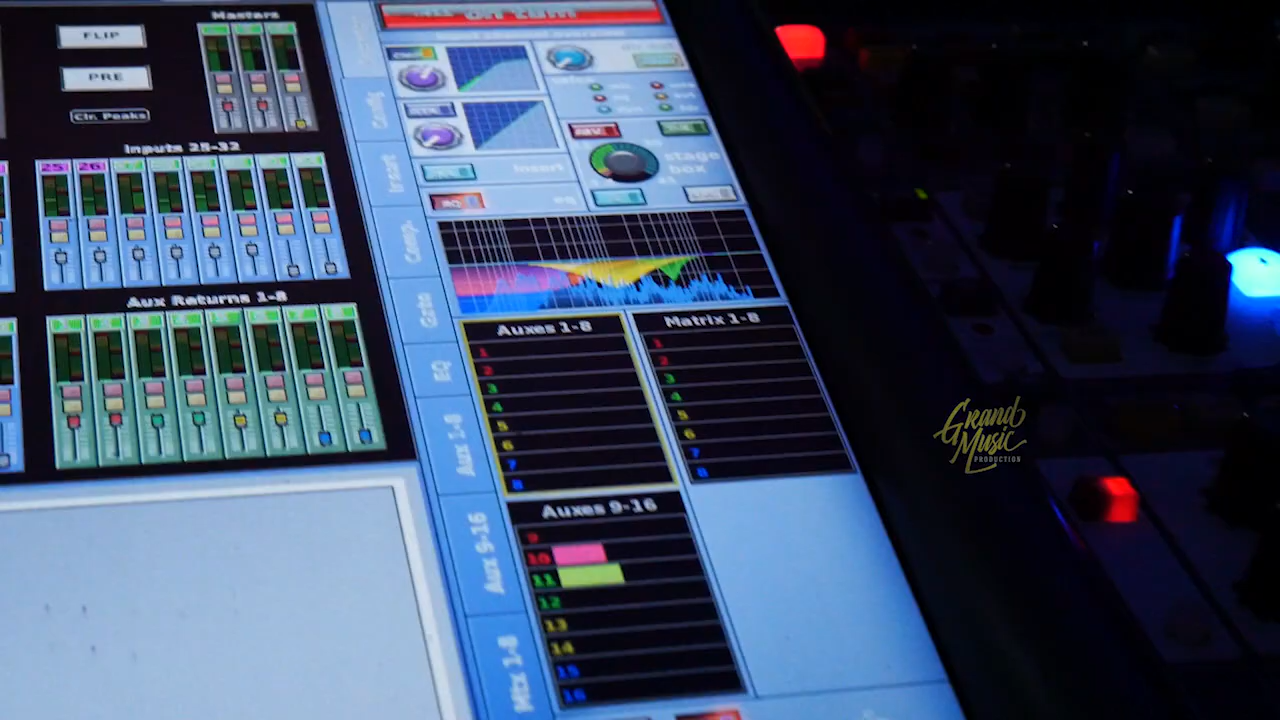 Masters
FLIP
PRE
Clr. Peaks
Inputs 25-32
25 26
Aux Returns 1-8
Config
Insert
Comp.
Gate
EQ
Aux 1-8
Aux 9-16
Mtx 1-8
insert
eq
stage
box
Auxes 1-8
1
2
3
4
5
6
7
8
Matrix 1-8
1
2
3
4
5
6
7
8
Auxes 9-16
9
10
11
12
13
14
15
16
Grand
Music
PRODUCTION